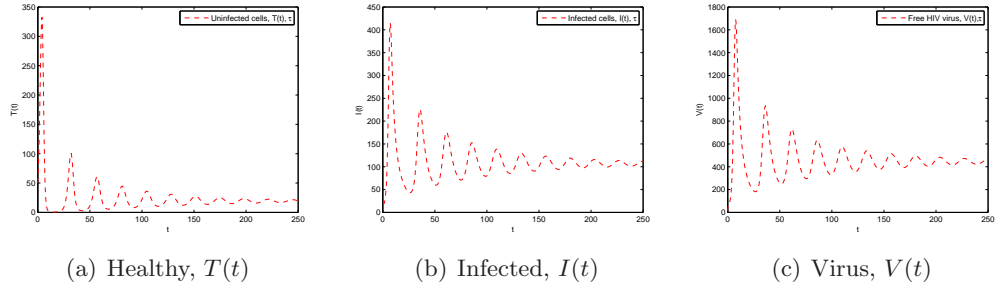 350
300
250
200
150
100
50
0
T(t)
0 50 100 150 200 250
t
Uninfected cells, T(t), τ
450
400
350
300
250
200
150
100
50
0
I(t)
0 50 100 150 200 250
t
Infected cells, I(t), τ
1800
1600
1400
1200
1000
800
600
400
200
0
V(t)
0 50 100 150 200 250
t
Free HIV virus, V(t),τ
(a) Healthy, T(t)
(b) Infected, I(t)
(c) Virus, V(t)